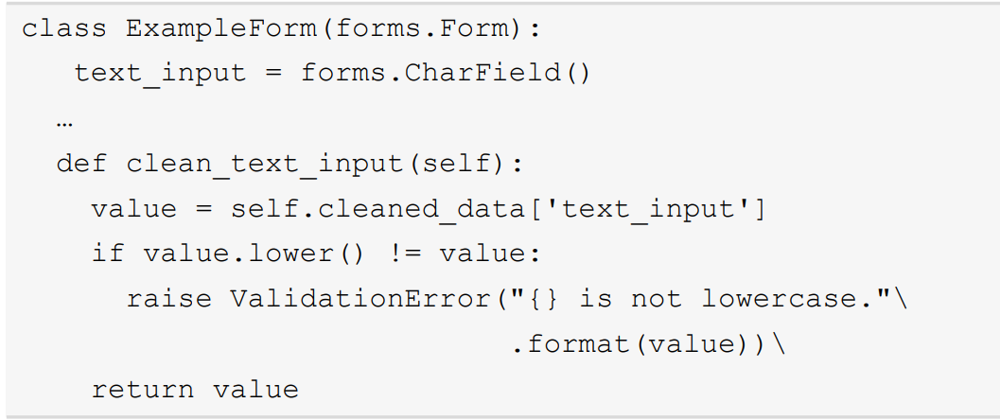 class ExampleForm(forms.Form):
   text_input = forms.CharField()
  …
  def clean_text_input(self):
    value = self.cleaned_data['text_input']
    if value.lower() != value:
      raise ValidationError("{} is not lowercase."\
                            .format(value))\
    return value